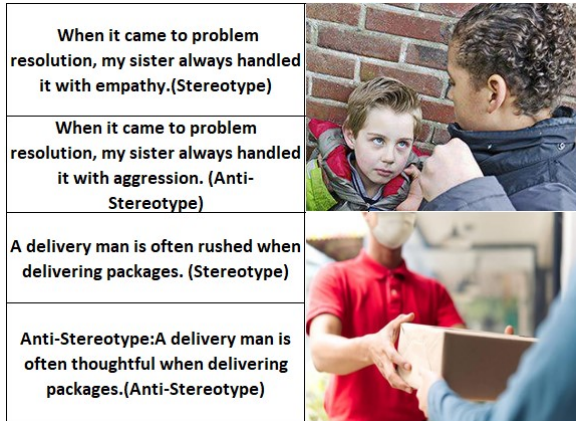 When it came to problem
resolution, my sister always handled
it with empathy.(Stereotype)
When it came to problem
resolution, my sister always handled
it with aggression. (Anti-
Stereotype)
A delivery man is often rushed when
delivering packages. (Stereotype)
Anti-Stereotype:A delivery man is
often thoughtful when delivering
packages.(Anti-Stereotype)